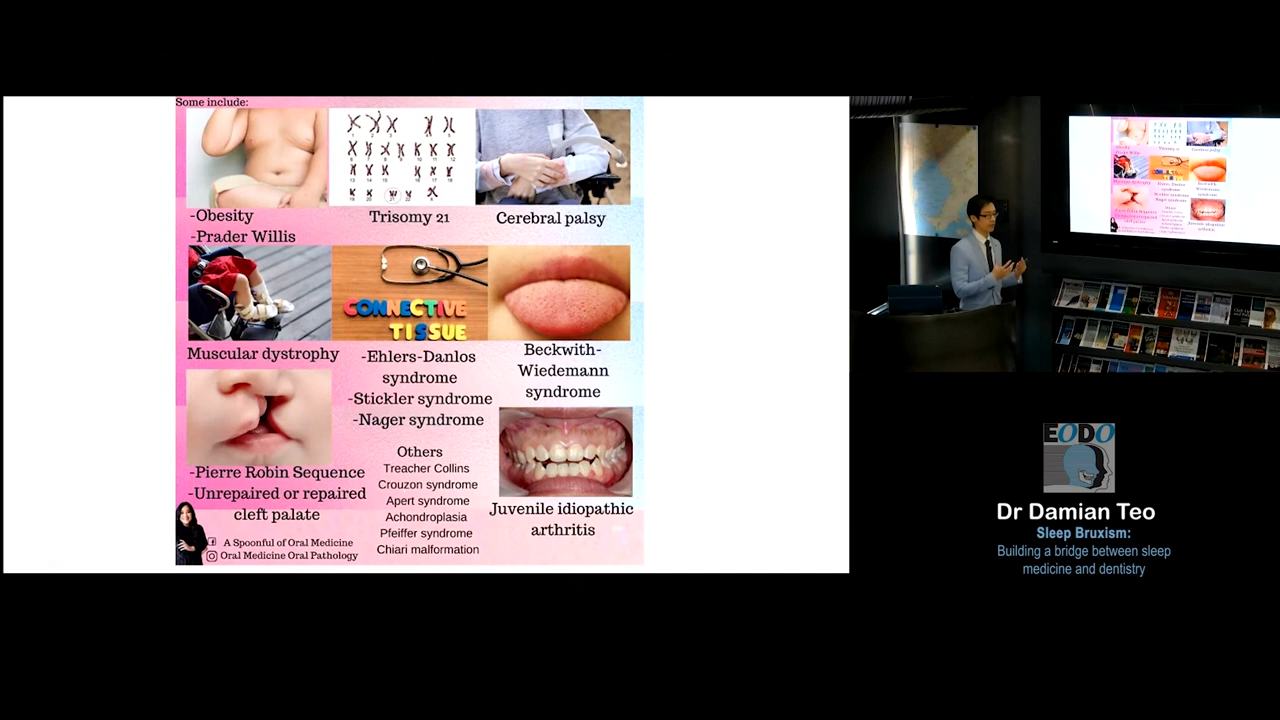 Some include:
-Obesity
-Prader Willis
Trisomy 21
Cerebral palsy
CONNECTIVE
TISSUE
Muscular dystrophy
-Ehlers-Danlos
syndrome
-Stickler syndrome
-Nager syndrome
Beckwith-
Wiedemann
syndrome
-Pierre Robin Sequence
-Unrepaired or repaired
cleft palate
Others
Treacher Collins
Crouzon syndrome
Apert syndrome
Achondroplasia
Pfeiffer syndrome
Chiari malformation
Juvenile idiopathic
arthritis
A Spoonful of Oral Medicine
Oral Medicine Oral Pathology
EODO
Dr Damian Teo
Sleep Bruxism:
Building a bridge between sleep
medicine and dentistry